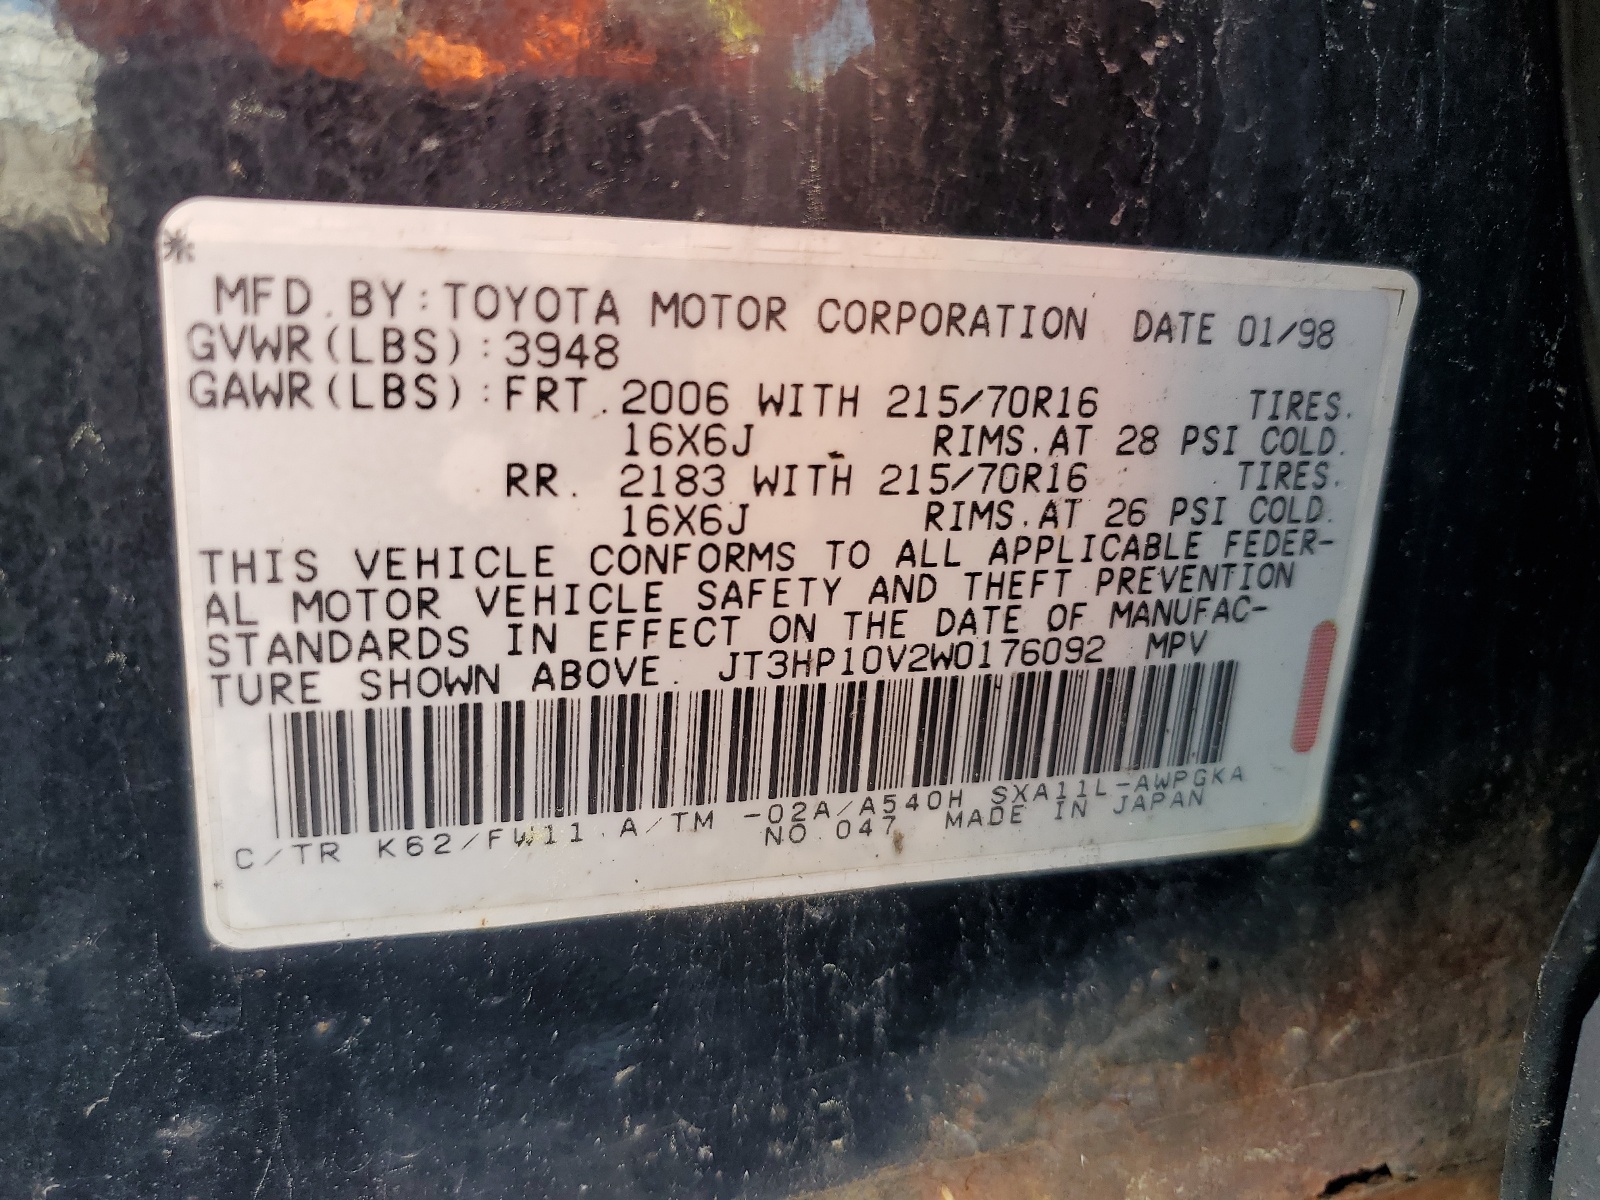 MFD. BY: TOYOTA MOTOR CORPORATION DATE 01/98
GVWR(LBS): 3948
GAWR(LBS): FRT. 2006 WITH 215/70R16 TIRES.
16X6J RIMS. AT 28 PSI COLD.
RR. 2183 WITH 215/70R16 TIRES.
16X6J RIMS. AT 26 PSI COLD.
THIS VEHICLE CONFORMS TO ALL APPLICABLE FEDER-
AL MOTOR VEHICLE SAFETY AND THEFT PREVENTION
STANDARDS IN EFFECT ON THE DATE OF MANUFAC-
TURE SHOWN ABOVE. JT3HP10V2W0176092 MPV
C/TR K62/FW11 A/TM -02A/A540H SXA11L-AWPGKA
NO.047 MADE IN JAPAN